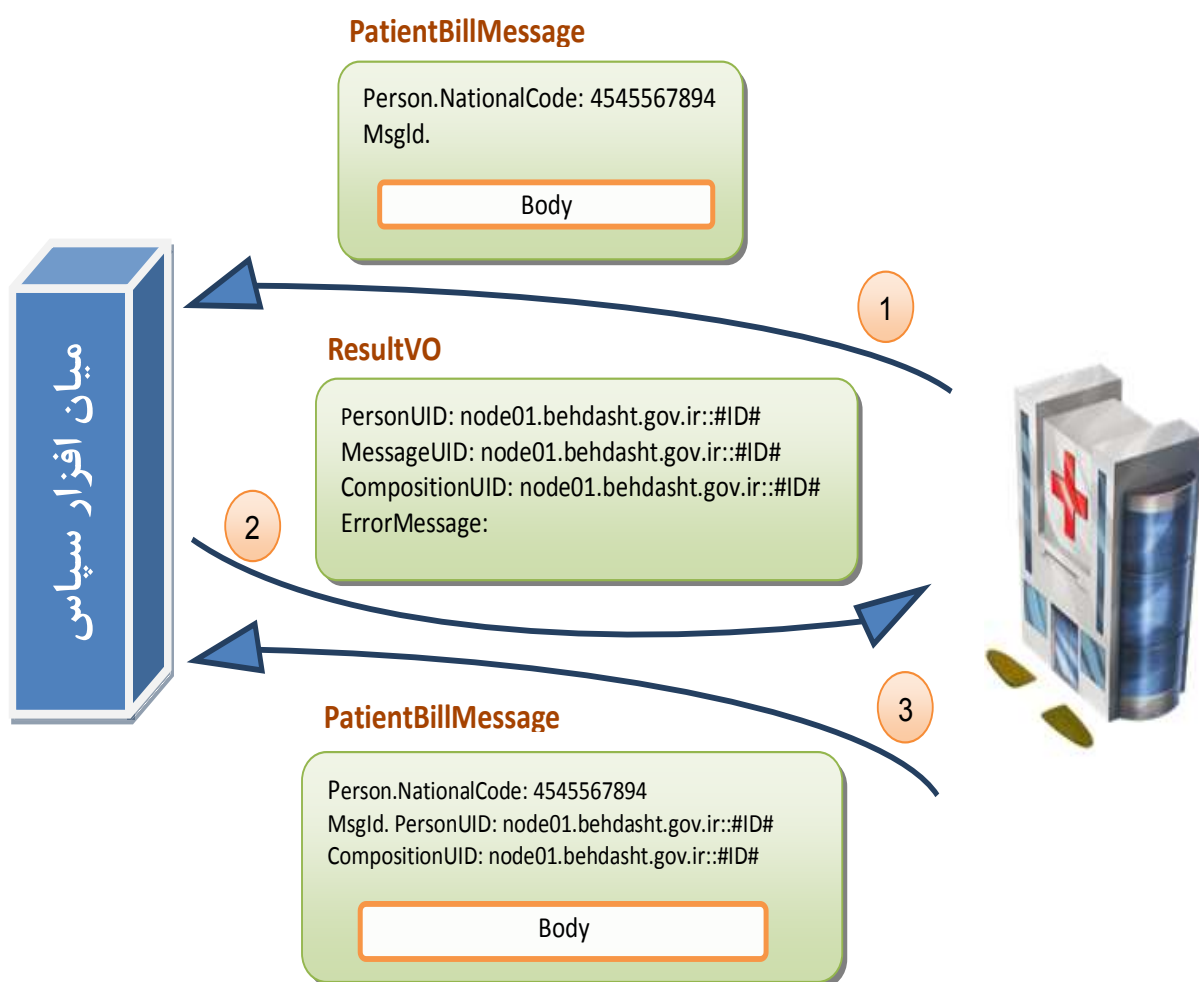 PatientBillMessage
Person.NationalCode: 4545567894
MsgId.
Body
1
ResultVO
PersonUID: node01.behdasht.gov.ir::#ID#
MessageUID: node01.behdasht.gov.ir::#ID#
CompositionUID: node01.behdasht.gov.ir::#ID#
ErrorMessage:
میان افزار سپاس
2
3
PatientBillMessage
Person.NationalCode: 4545567894
MsgId. PersonUID: node01.behdasht.gov.ir::#ID#
CompositionUID: node01.behdasht.gov.ir::#ID#
Body